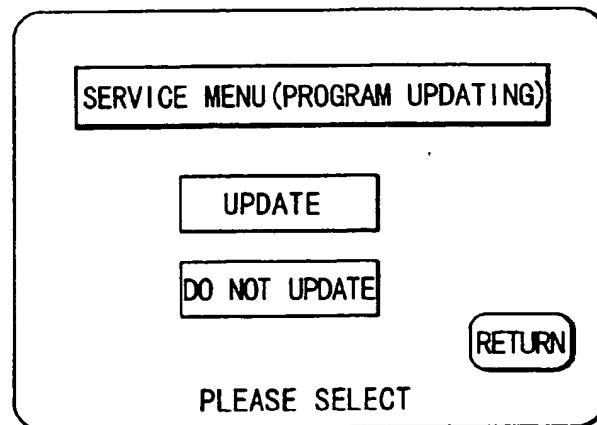 SERVICE MENU(PROGRAM UPDATING)
UPDATE
DO NOT UPDATE
RETURN
PLEASE SELECT